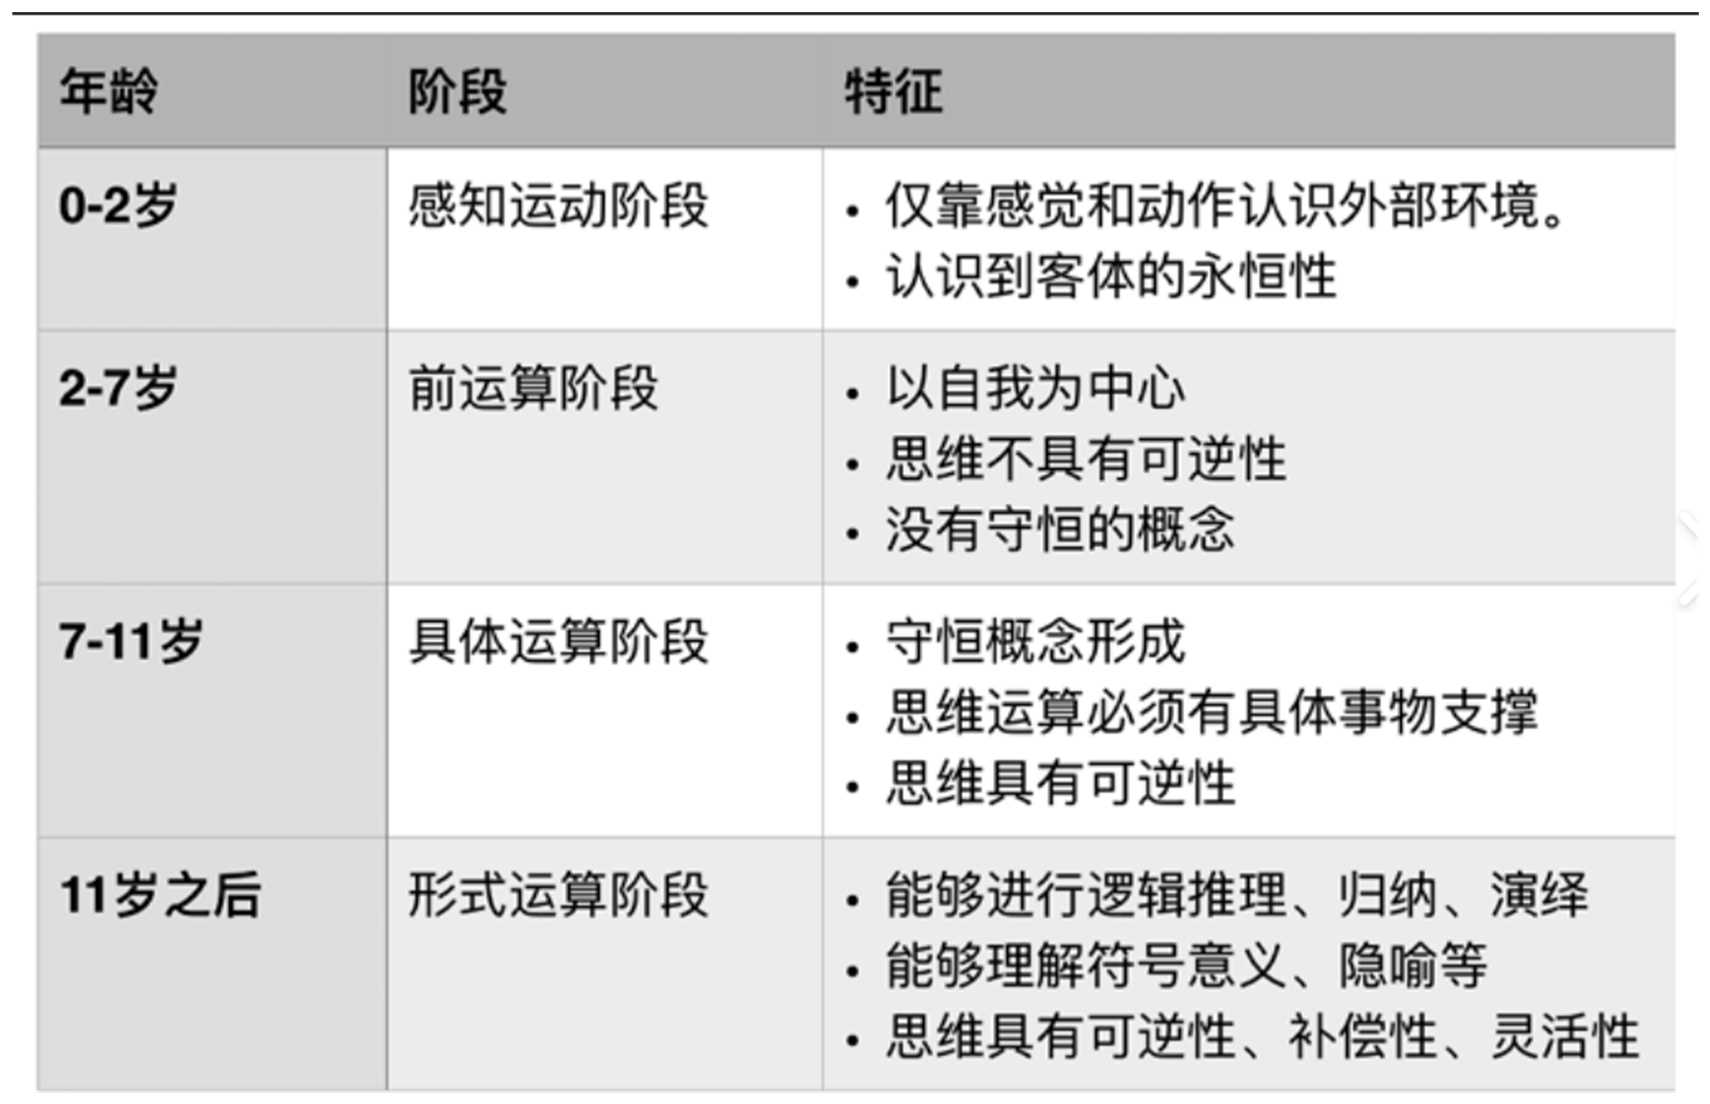 年龄 阶段 特征
0-2岁 感知运动阶段 • 仅靠感觉和动作认识外部环境。
• 认识到客体的永恒性
2-7岁 前运算阶段 • 以自我为中心
• 思维不具有可逆性
• 没有守恒的概念
7-11岁 具体运算阶段 • 守恒概念形成
• 思维运算必须有具体事物支撑
• 思维具有可逆性
11岁之后 形式运算阶段 • 能够进行逻辑推理、归纳、演绎
• 能够理解符号意义、隐喻等
• 思维具有可逆性、补偿性、灵活性